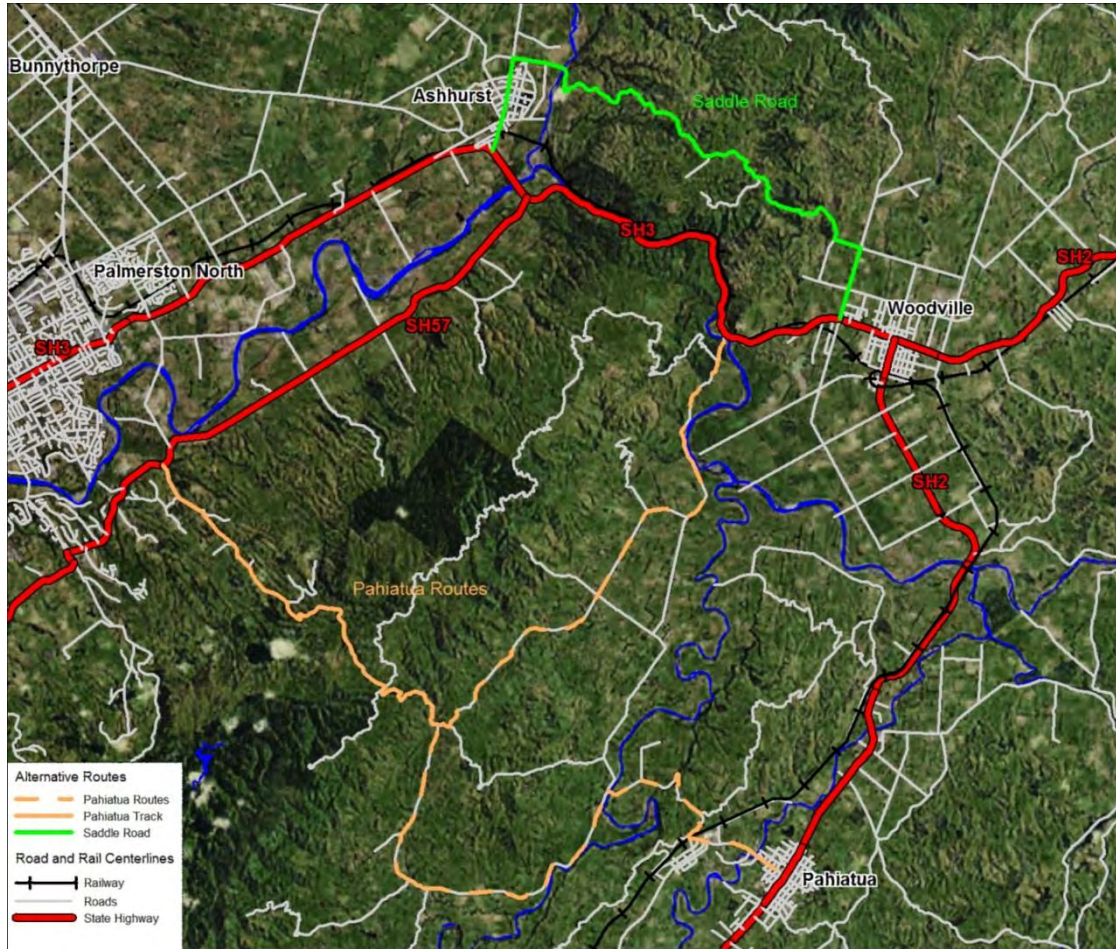 Bunnythorpe
Ashhurst
Saddle Road
SH3
SH2
Palmerston North
Woodville
SH57
SH3
SH2
Pahiatua Routes
Pahiatua
Alternative Routes
Pahiatua Routes
Pahiatua Track
Saddle Road
Road and Rail Centerlines
Railway
Roads
State Highway